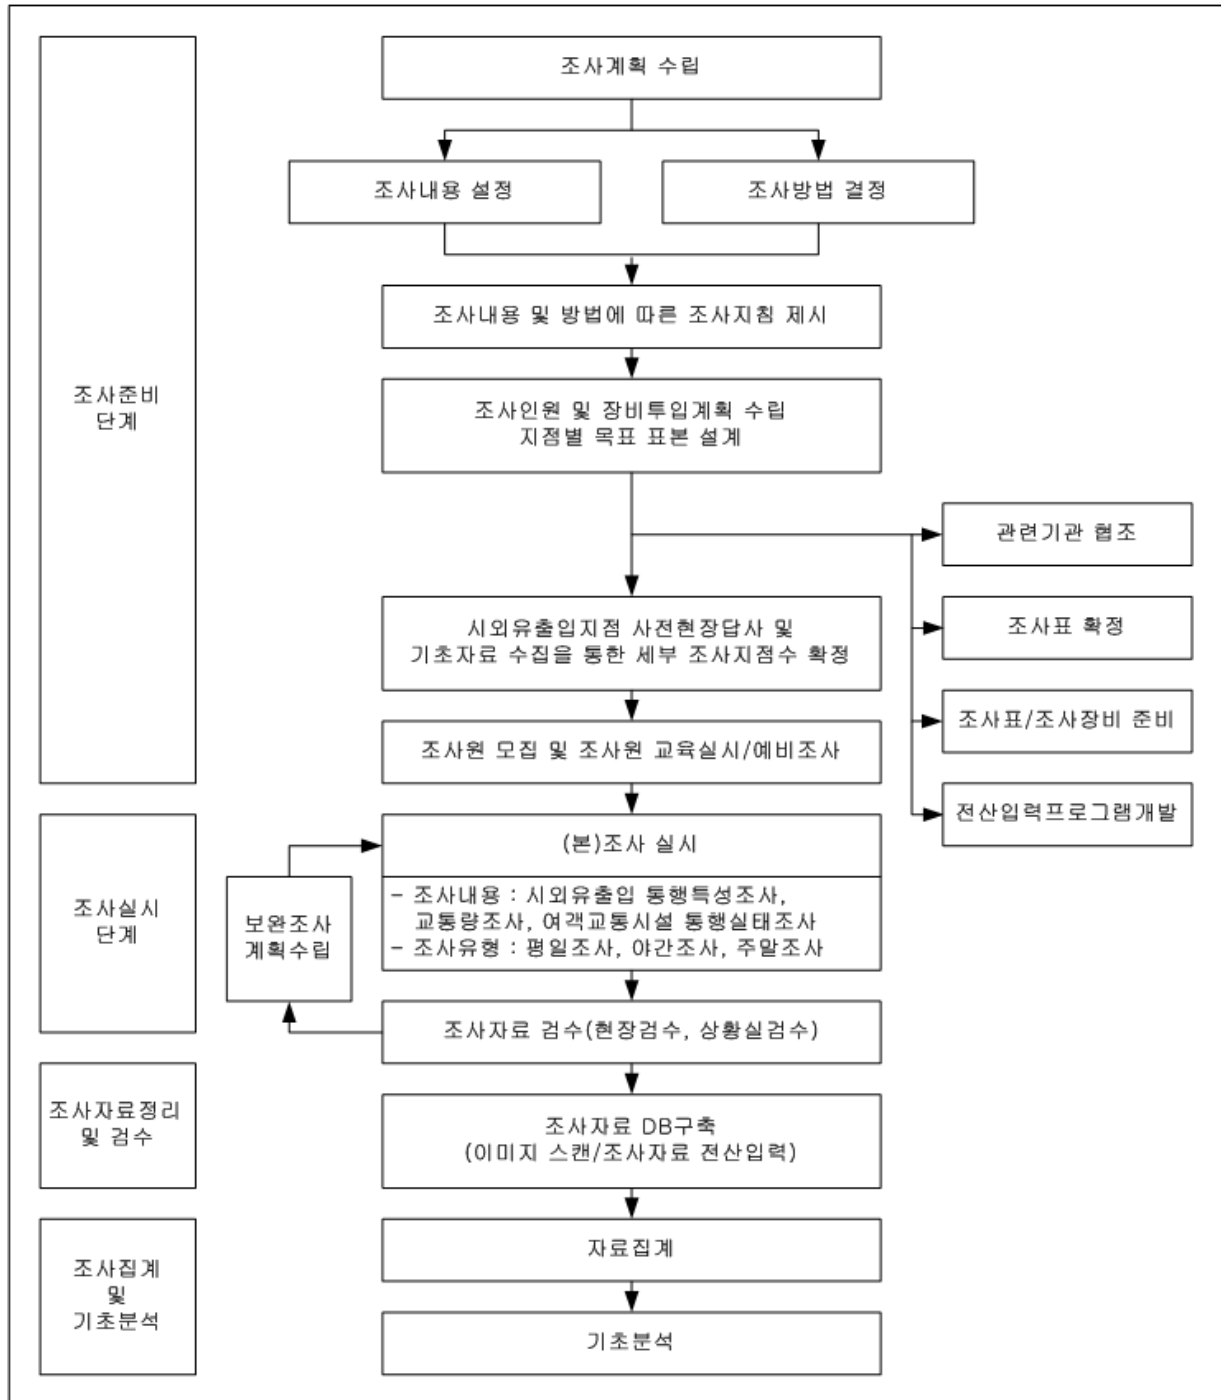 조사계획 수립
조사내용 설정
조사방법 결정
조사내용 및 방법에 따른 조사지침 제시
조사준비
단계
조사인원 및 장비투입계획 수립
지점별 목표 표본 설계
관련기관 협조
시외유출입지점 사전현장답사 및
기초자료 수집을 통한 세부 조사지점수 확정
조사표 확정
조사표/조사장비 준비
조사원 모집 및 조사원 교육실시/예비조사
전산입력프로그램개발
조사실시
단계
(본)조사 실시
– 조사내용 : 시외유출입 통행특성조사,
교통량조사, 여객교통시설 통행실태조사
– 조사유형 : 평일조사, 야간조사, 주말조사
보완조사
계획수립
조사자료 검수(현장검수, 상황실검수)
조사자료정리
및 검수
조사자료 DB구축
(이미지 스캔/조사자료 전산입력)
조사집계
및
기초분석
자료집계
기초분석